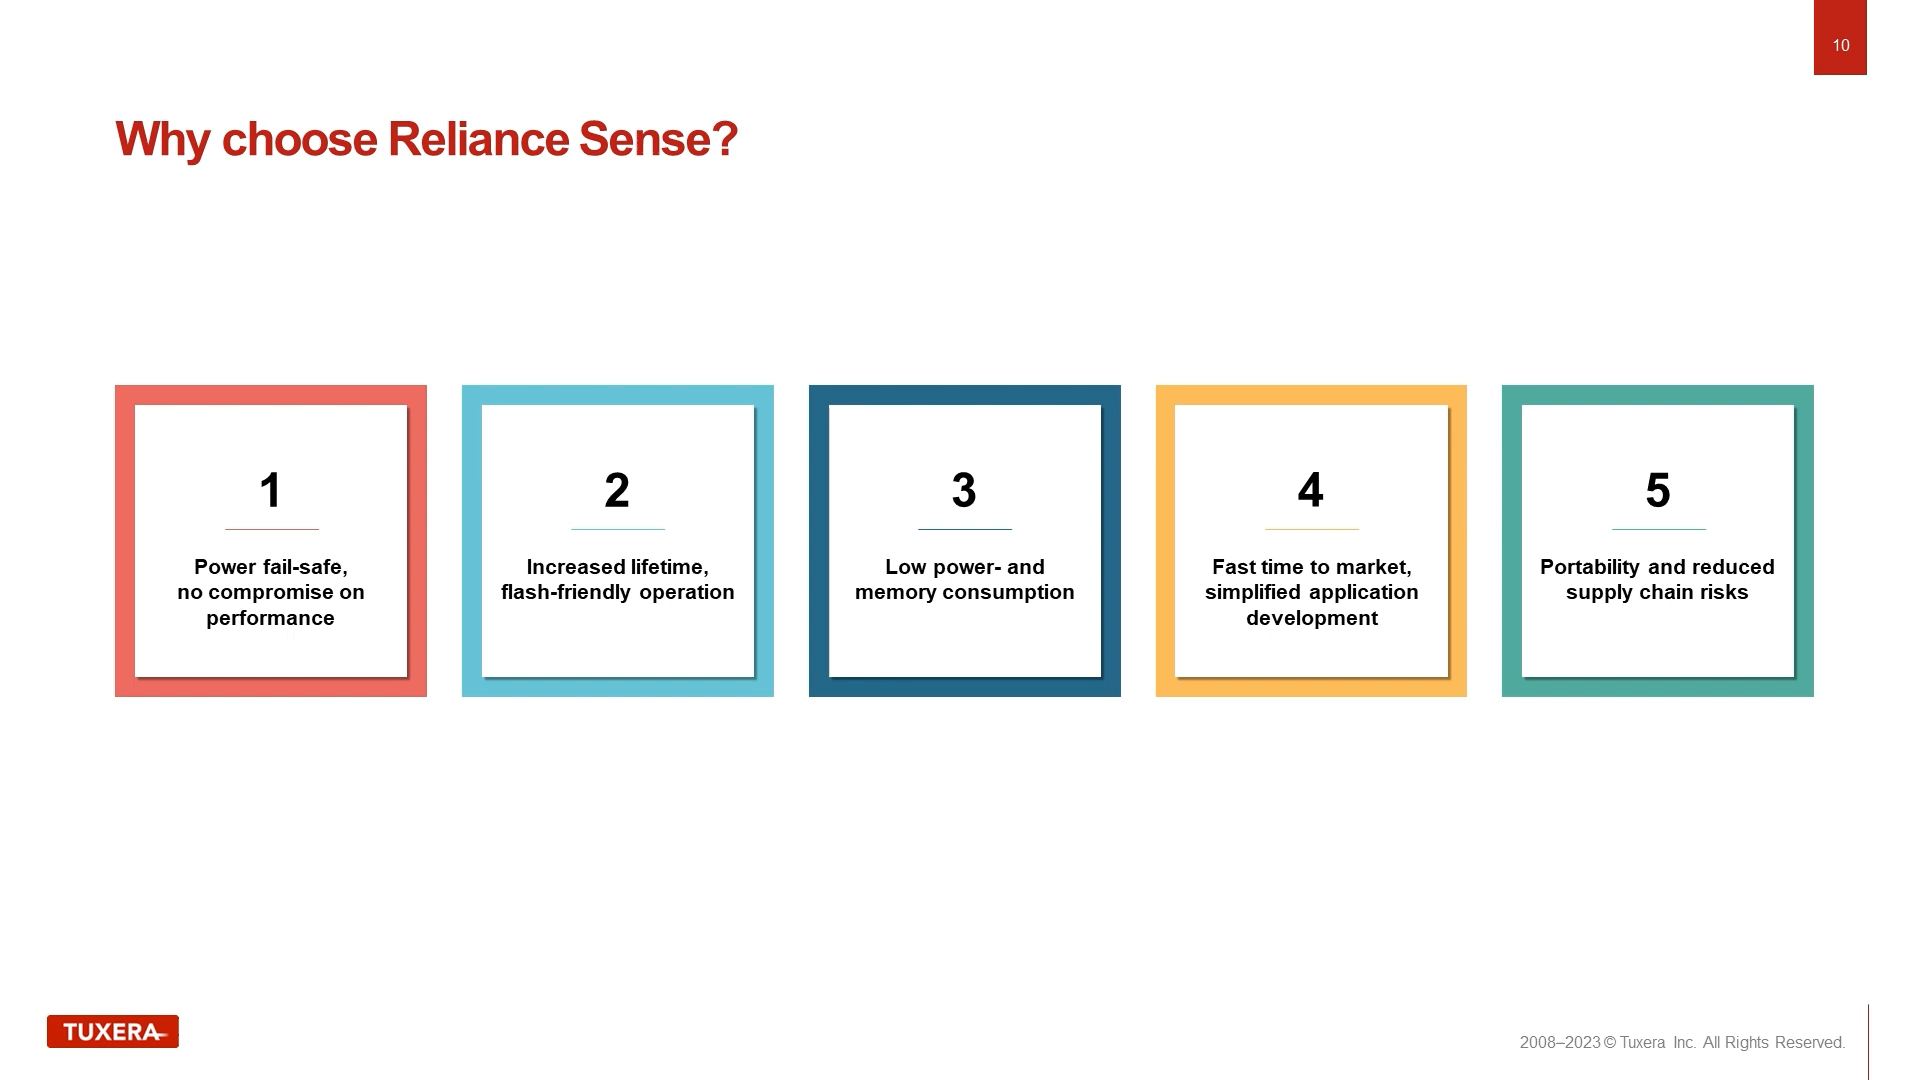 10
Why choose Reliance Sense?
1
Power fail-safe,
no compromise on
performance
2
Increased lifetime,
flash-friendly operation
3
Low power- and
memory consumption
4
Fast time to market,
simplified application
development
5
Portability and reduced
supply chain risks
TUXERA
2008–2023 © Tuxera Inc. All Rights Reserved.